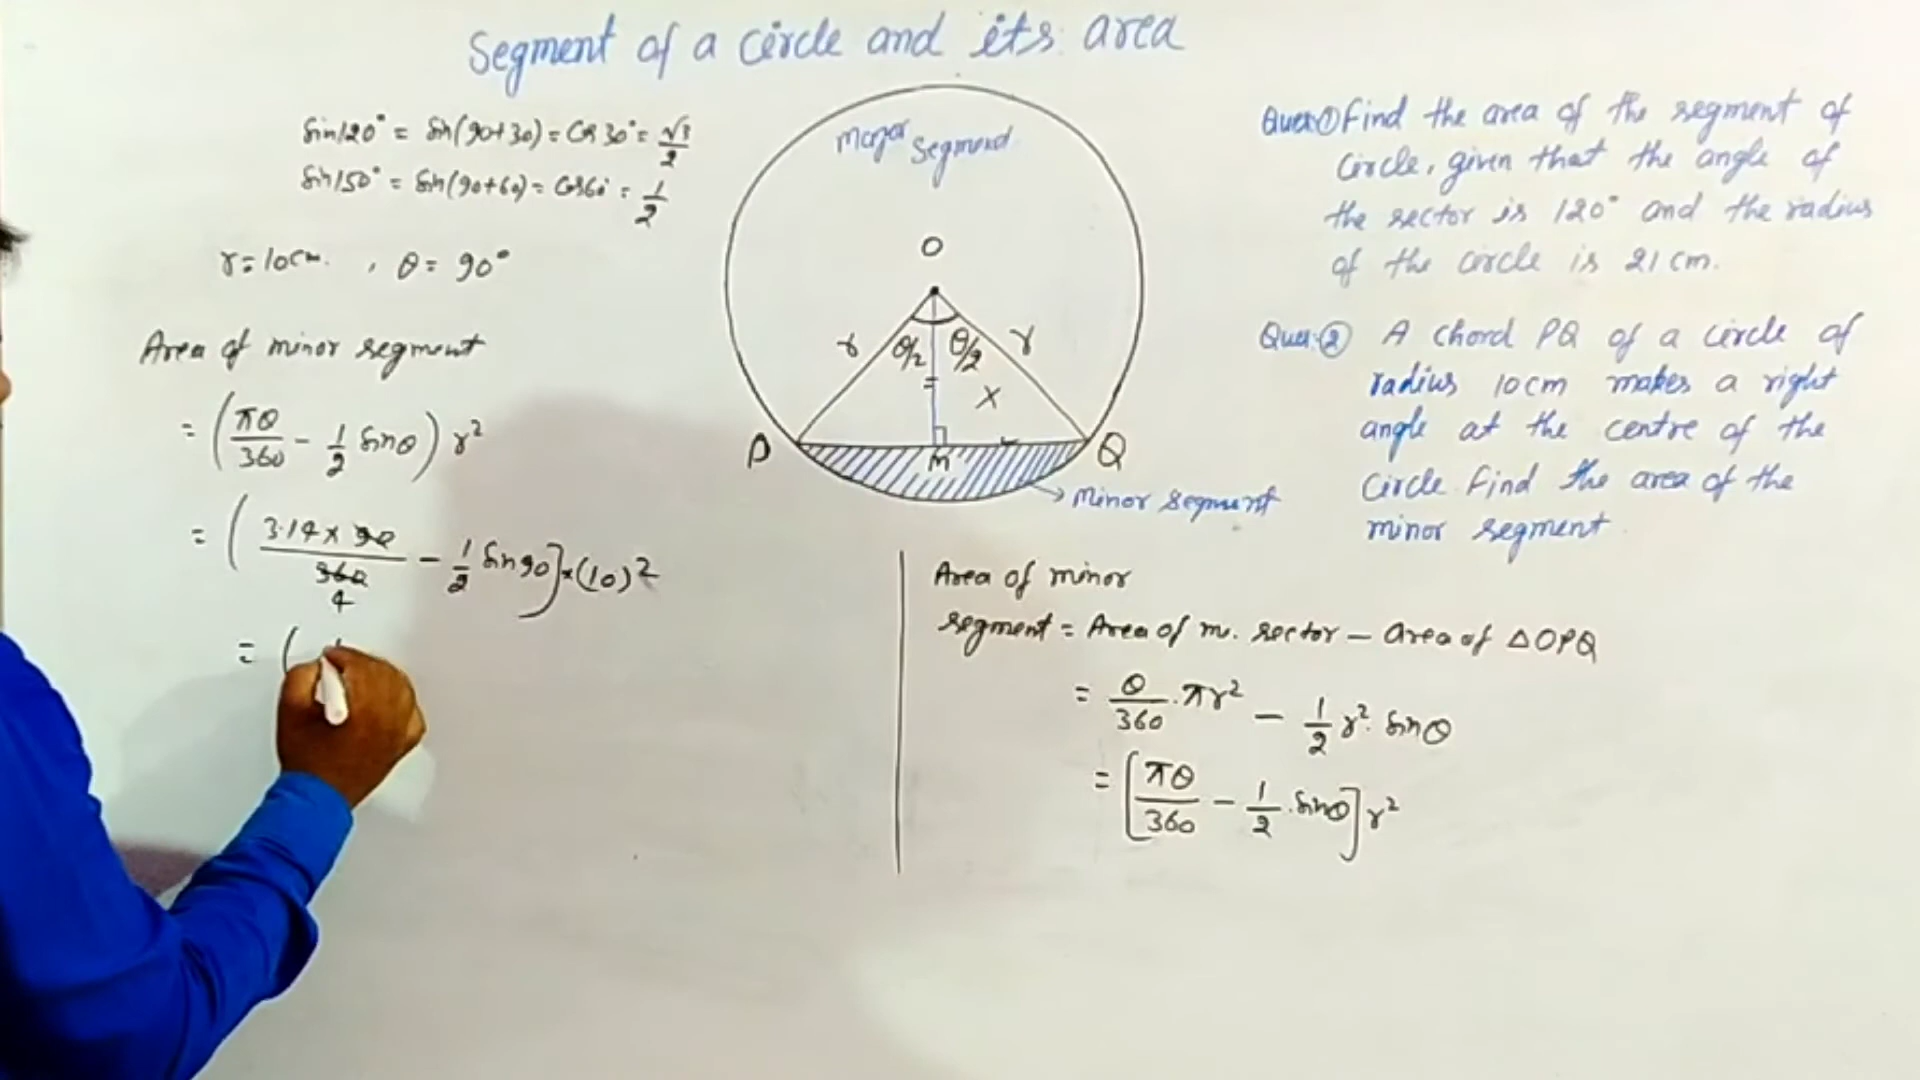 Segment of a circle and its area
Sin120° = Sin(90+30) = Cos30° = √3/2
Sin150° = Sin(90+60) = Cos60 = 1/2
r = 10cm. , θ = 90°
Area of minor segment
= (πθ/360 - 1/2 Sinθ) r²
= (3.14 × 90/360 - 1/2 Sin90] × (10)²
4
= (
Major Segment
O
r θ/2 θ/2 r
P M Q
Minor Segment
Ques:① Find the area of the segment of
Circle, given that the angle of
the sector is 120° and the radius
of the circle is 21 cm.
Ques:② A chord PQ of a circle of
radius 10cm makes a right
angle at the centre of the
Circle. Find the area of the
minor segment.
Area of minor
segment = Area of m. sector - area of △OPQ
= θ/360 . πr² - 1/2 r². Sinθ
= [πθ/360 - 1/2 . Sinθ] r²